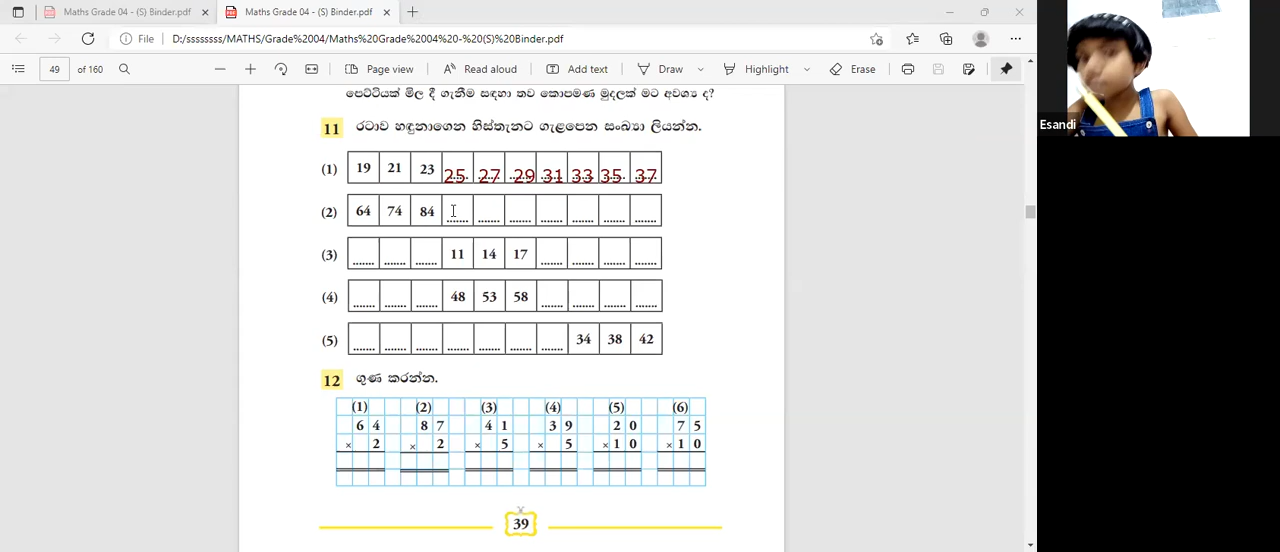 Maths Grade 04 - (S) Binder.pdf
Maths Grade 04 - (S) Binder.pdf
File D:/ssssssss/MATHS/Grade%2004/Maths%20Grade%2004%20-%20(S)%20Binder.pdf
49 of 160 Page view Read aloud Add text Draw Highlight Erase
පෙට්ටියක් මිල දී ගැනීම සඳහා තව කොපමණ මුදලක් මට අවශ්‍ය ද?
11 රටාව හඳුනාගෙන හිස්තැනට ගැළපෙන සංඛ්‍යා ලියන්න.
(1) 19 21 23 25 27 29 31 33 35 37
(2) 64 74 84 ....... ....... ....... ....... ....... ....... .......
(3) ....... ....... ....... 11 14 17 ....... ....... ....... .......
(4) ....... ....... ....... 48 53 58 ....... ....... ....... .......
(5) ....... ....... ....... ....... ....... ....... ....... 34 38 42
12 ගුණ කරන්න.
(1) (2) (3) (4) (5) (6)
64 87 41 39 20 75
× 2 × 2 × 5 × 5 ×10 ×10
39
Esandi